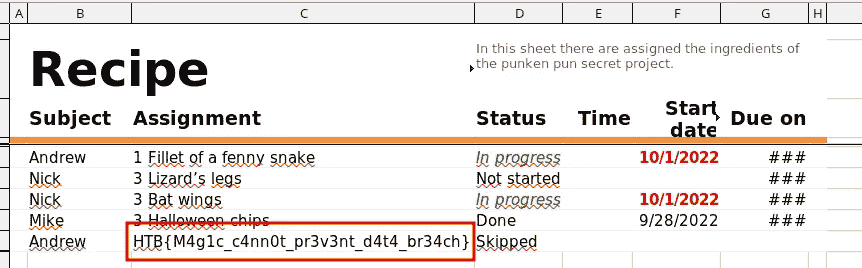 A B C D E F G H
In this sheet there are assigned the ingredients of
the punken pun secret project.
Recipe
Subject Assignment Status Time Start date Due on
Andrew 1 Fillet of a fenny snake In progress 10/1/2022 ###
Nick 3 Lizard’s legs Not started ###
Nick 3 Bat wings In progress 10/1/2022 ###
Mike 3 Halloween chips Done 9/28/2022 ###
Andrew HTB{M4g1c_c4nn0t_pr3v3nt_d4t4_br34ch} Skipped